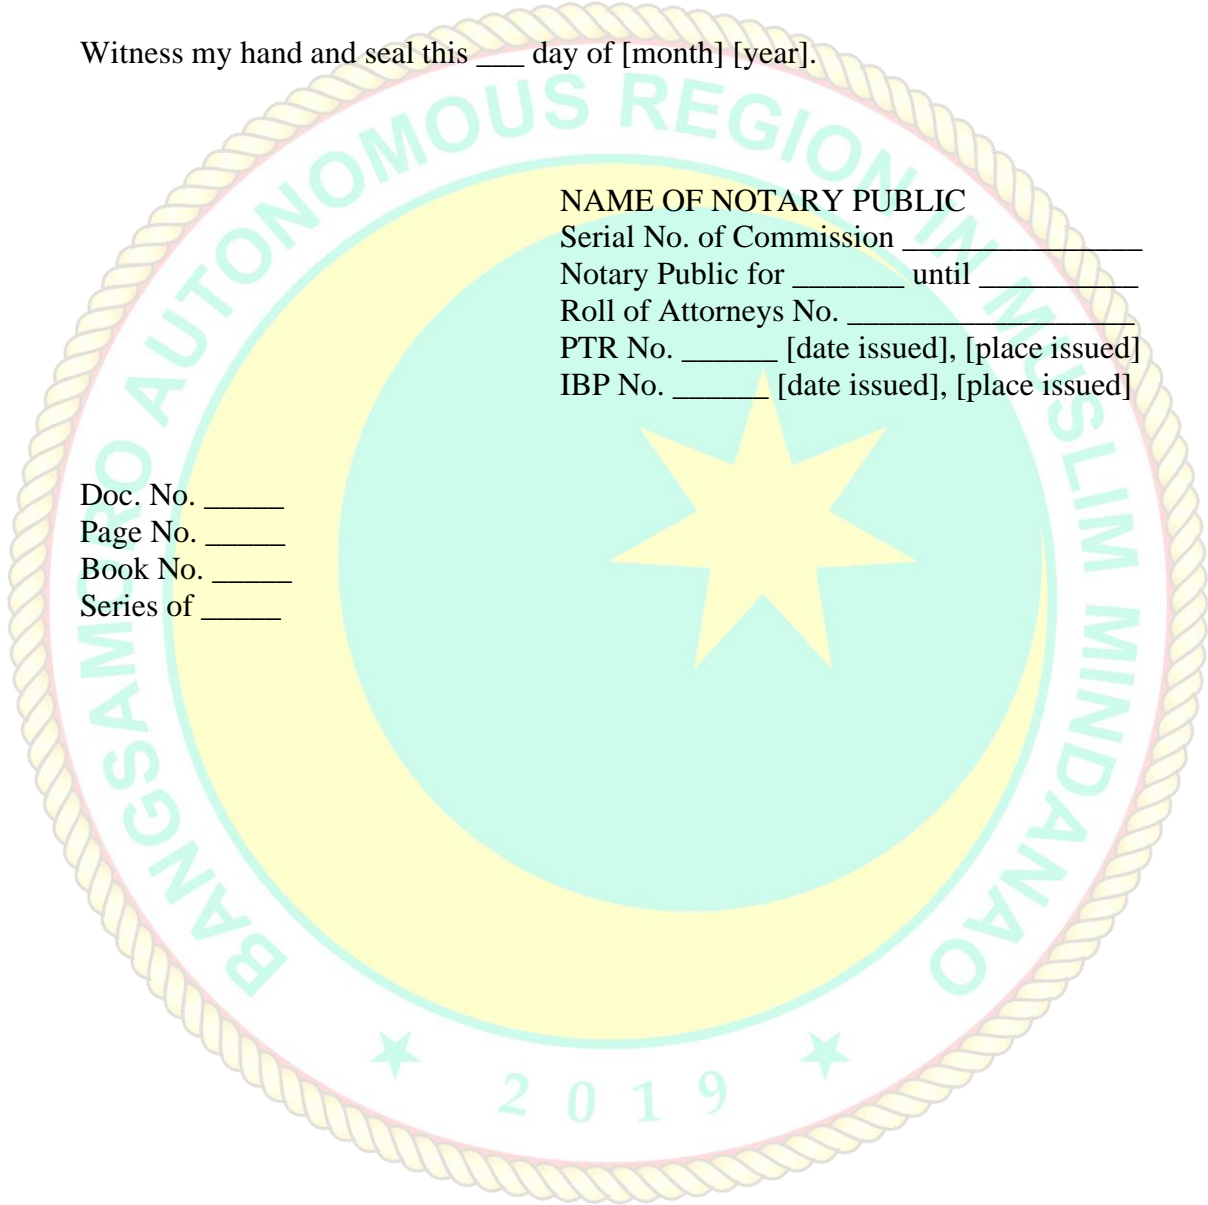 Witness my hand and seal this ___ day of [month] [year].
NAME OF NOTARY PUBLIC
Serial No. of Commission _______________
Notary Public for _______ until __________
Roll of Attorneys No. __________________
PTR No. ______ [date issued], [place issued]
IBP No. ______ [date issued], [place issued]
Doc. No. _____
Page No. _____
Book No. _____
Series of _____
BANGSAMORO AUTONOMOUS REGION IN MUSLIM MINDANAO
2019